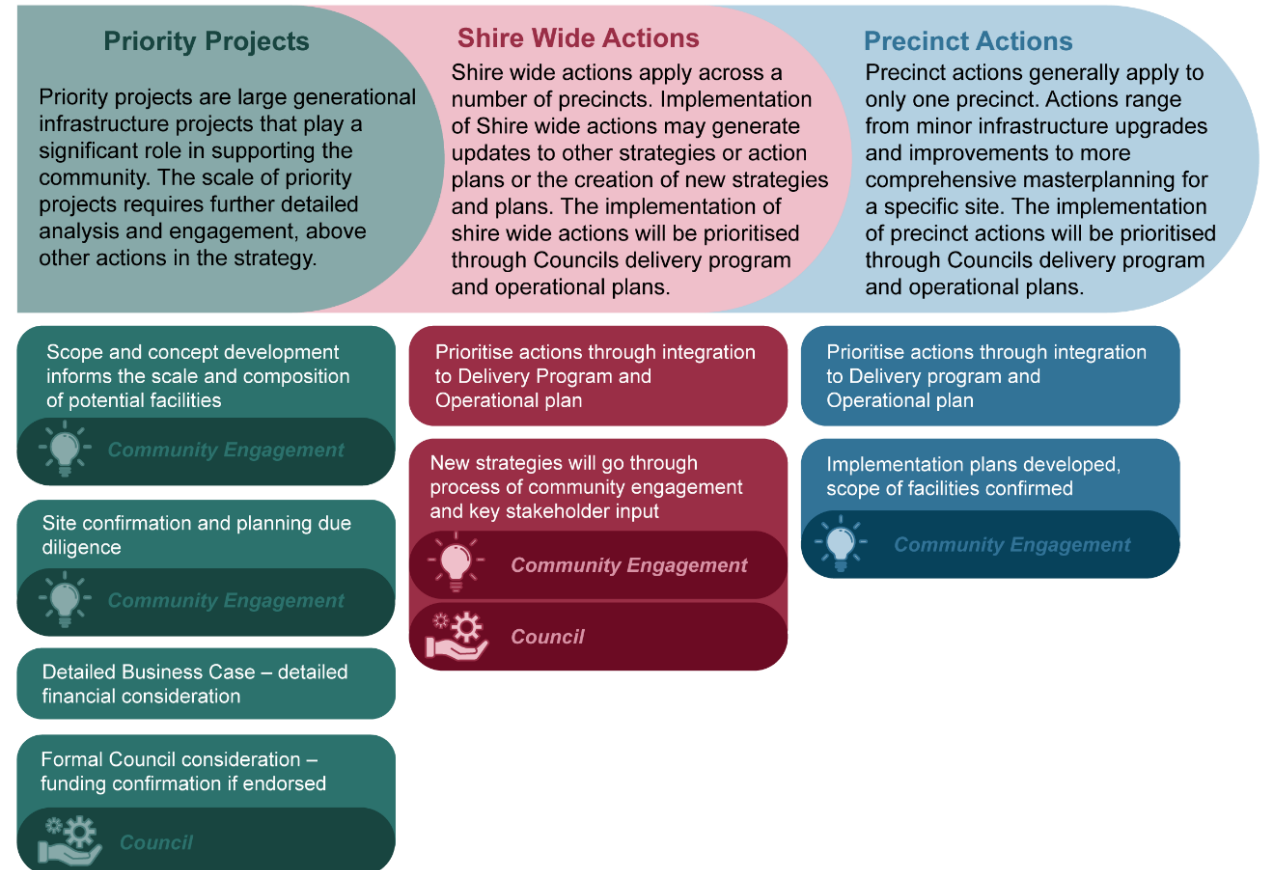 Priority Projects
Priority projects are large generational
infrastructure projects that play a
significant role in supporting the
community. The scale of priority
projects requires further detailed
analysis and engagement, above
other actions in the strategy.
Scope and concept development
informs the scale and composition
of potential facilities
Community Engagement
Site confirmation and planning due
diligence
Community Engagement
Detailed Business Case – detailed
financial consideration
Formal Council consideration –
funding confirmation if endorsed
Council
Shire Wide Actions
Shire wide actions apply across a
number of precincts. Implementation
of Shire wide actions may generate
updates to other strategies or action
plans or the creation of new strategies
and plans. The implementation of
shire wide actions will be prioritised
through Councils delivery program
and operational plans.
Prioritise actions through integration
to Delivery Program and
Operational plan
New strategies will go through
process of community engagement
and key stakeholder input
Community Engagement
Council
Precinct Actions
Precinct actions generally apply to
only one precinct. Actions range
from minor infrastructure upgrades
and improvements to more
comprehensive masterplanning for
a specific site. The implementation
of precinct actions will be prioritised
through Councils delivery program
and operational plans.
Prioritise actions through integration
to Delivery program and
Operational plan
Implementation plans developed,
scope of facilities confirmed
Community Engagement